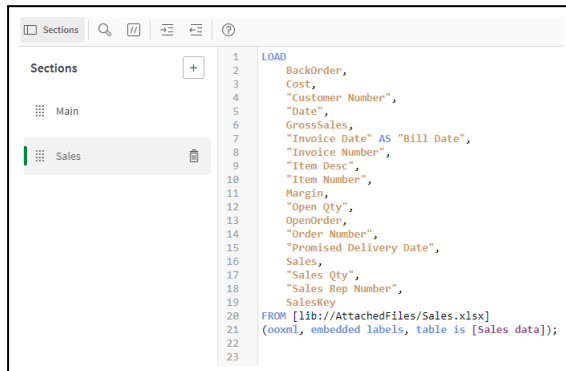 Sections
Sections
+
Main
Sales
1 LOAD
2 BackOrder,
3 Cost,
4 "Customer Number",
5 "Date",
6 GrossSales,
7 "Invoice Date" AS "Bill Date",
8 "Invoice Number",
9 "Item Desc",
10 "Item Number",
11 Margin,
12 "Open Qty",
13 OpenOrder,
14 "Order Number",
15 "Promised Delivery Date",
16 Sales,
17 "Sales Qty",
18 "Sales Rep Number",
19 SalesKey
20 FROM [lib://AttachedFiles/Sales.xlsx]
21 (ooxml, embedded labels, table is [Sales data]);
22
23